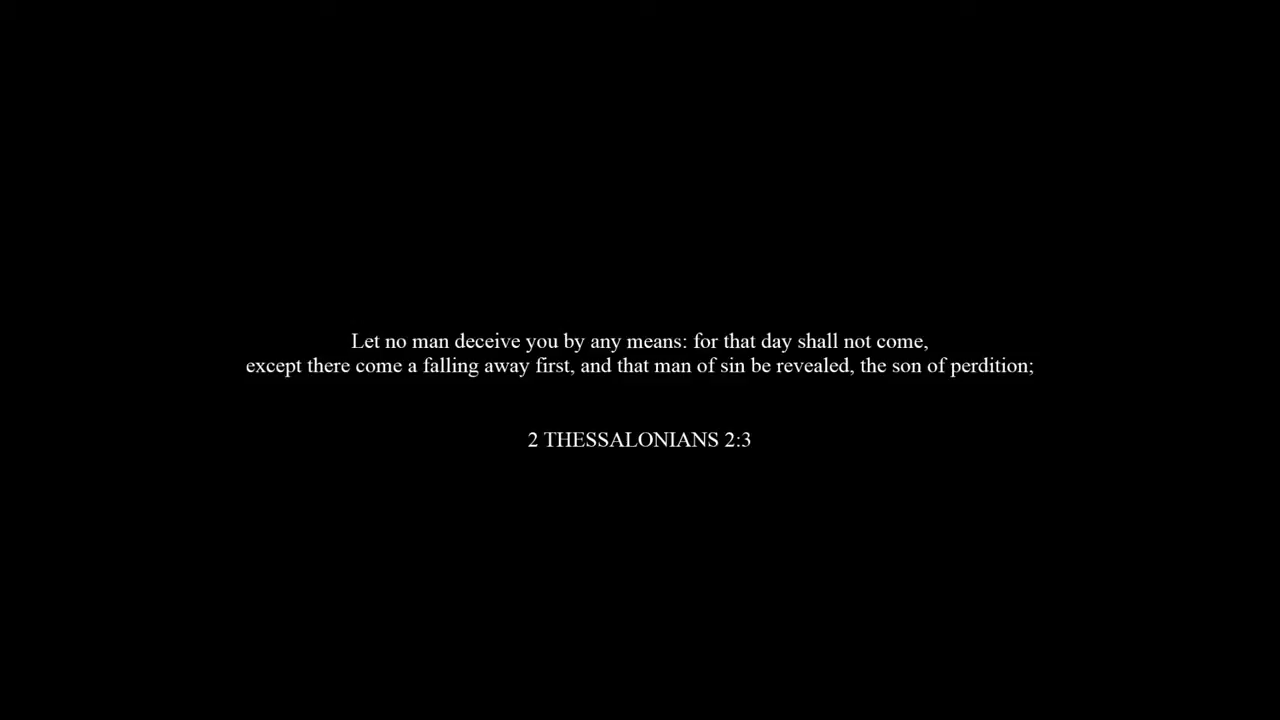 Let no man deceive you by any means: for that day shall not come,
except there come a falling away first, and that man of sin be revealed, the son of perdition;
2 THESSALONIANS 2:3